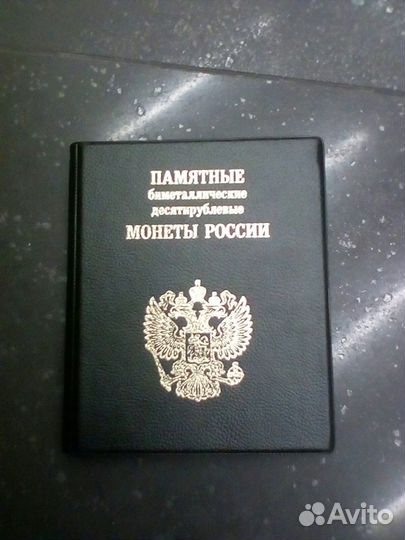 ПАМЯТНЫЕ
биметаллические
десятирублевые
МОНЕТЫ РОССИИ
Avito